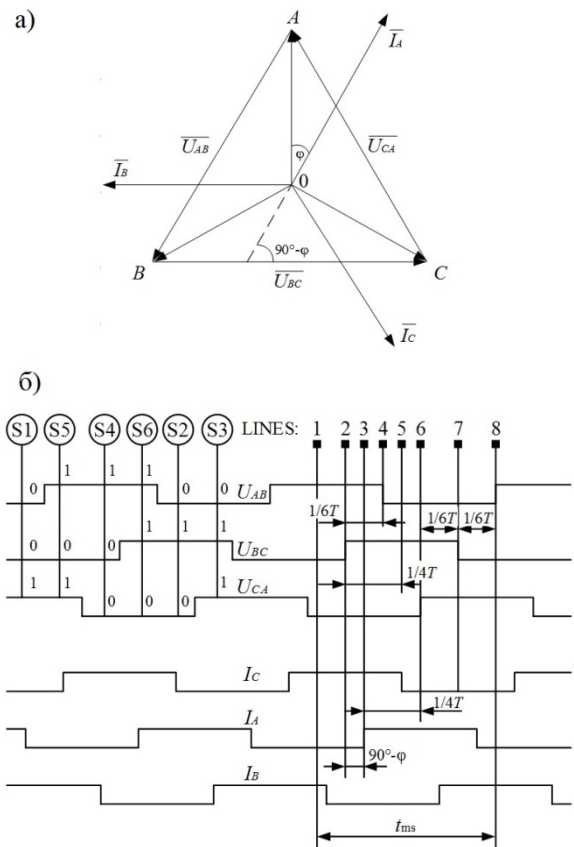 а)
A
I_A
U_AB
U_CA
φ
I_B
0
90°-φ
B
C
U_BC
I_C
б)
S1 S5 S4 S6 S2 S3 LINES: 1 2 3 4 5 6 7 8
0 1 1 1 0 0 U_AB
1/6T 1/6T 1/6T
0 0 0 1 1 1 U_BC
1/4T
1 1 0 0 0 1 U_CA
I_C
1/4T
I_A
90°-φ
I_B
t_ms